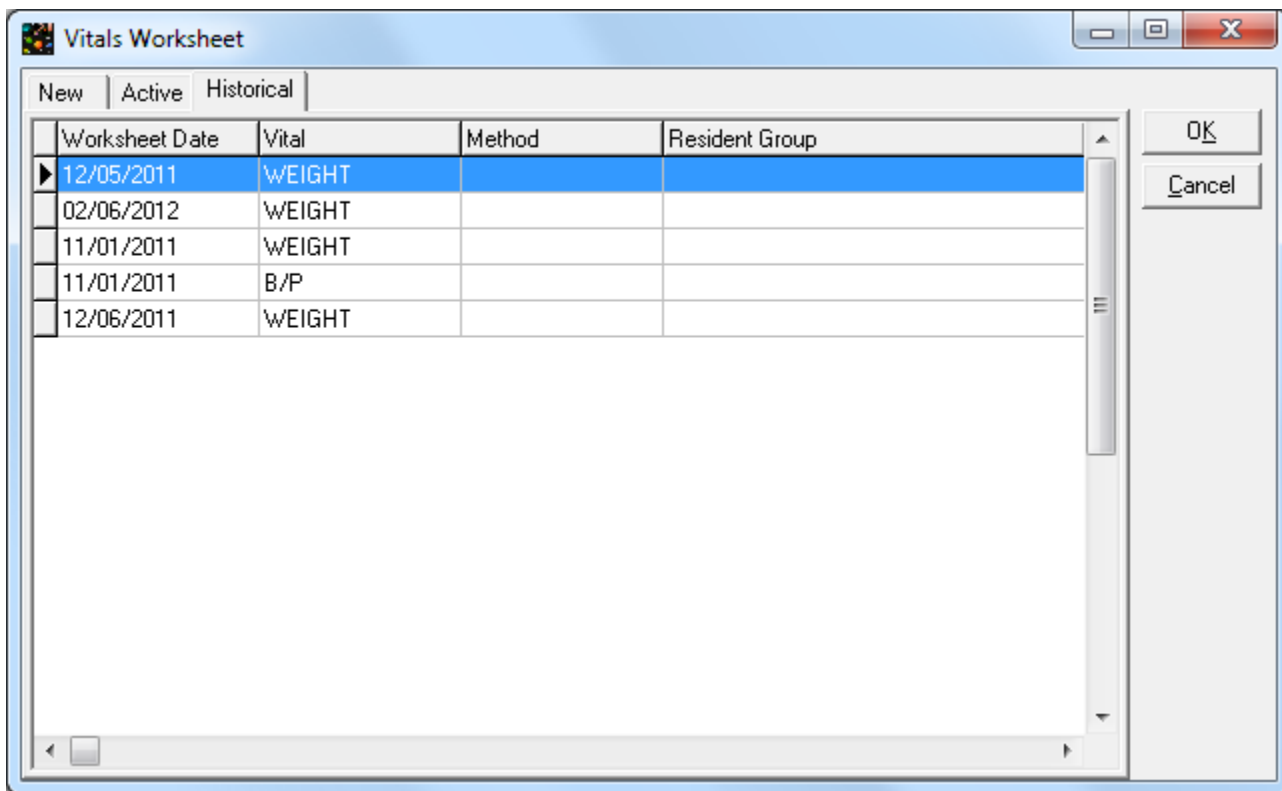 Vitals Worksheet
New Active Historical
Worksheet Date Vital Method Resident Group
12/05/2011 WEIGHT
02/06/2012 WEIGHT
11/01/2011 WEIGHT
11/01/2011 B/P
12/06/2011 WEIGHT
OK
Cancel